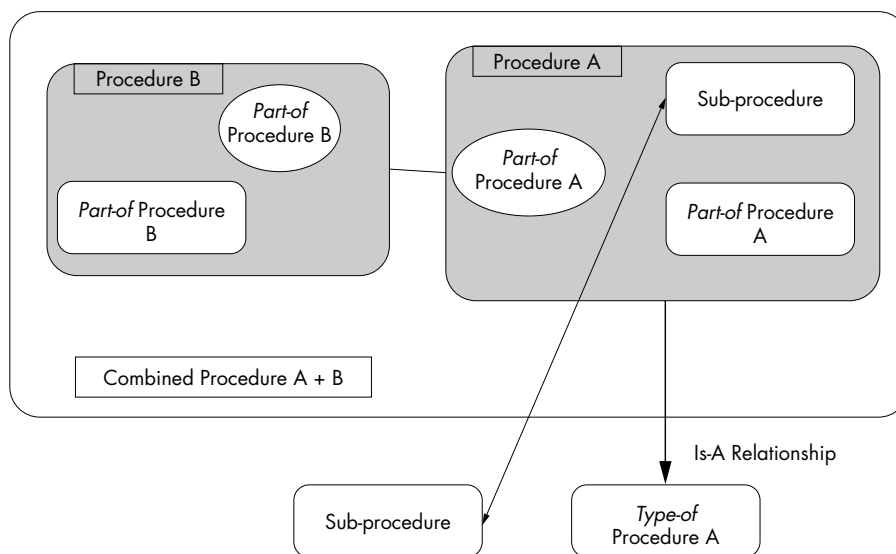 Procedure B
Part-of
Procedure B
Part-of Procedure
B
Procedure A
Sub-procedure
Part-of
Procedure A
Part-of Procedure
A
Combined Procedure A + B
Is-A Relationship
Sub-procedure
Type-of
Procedure A